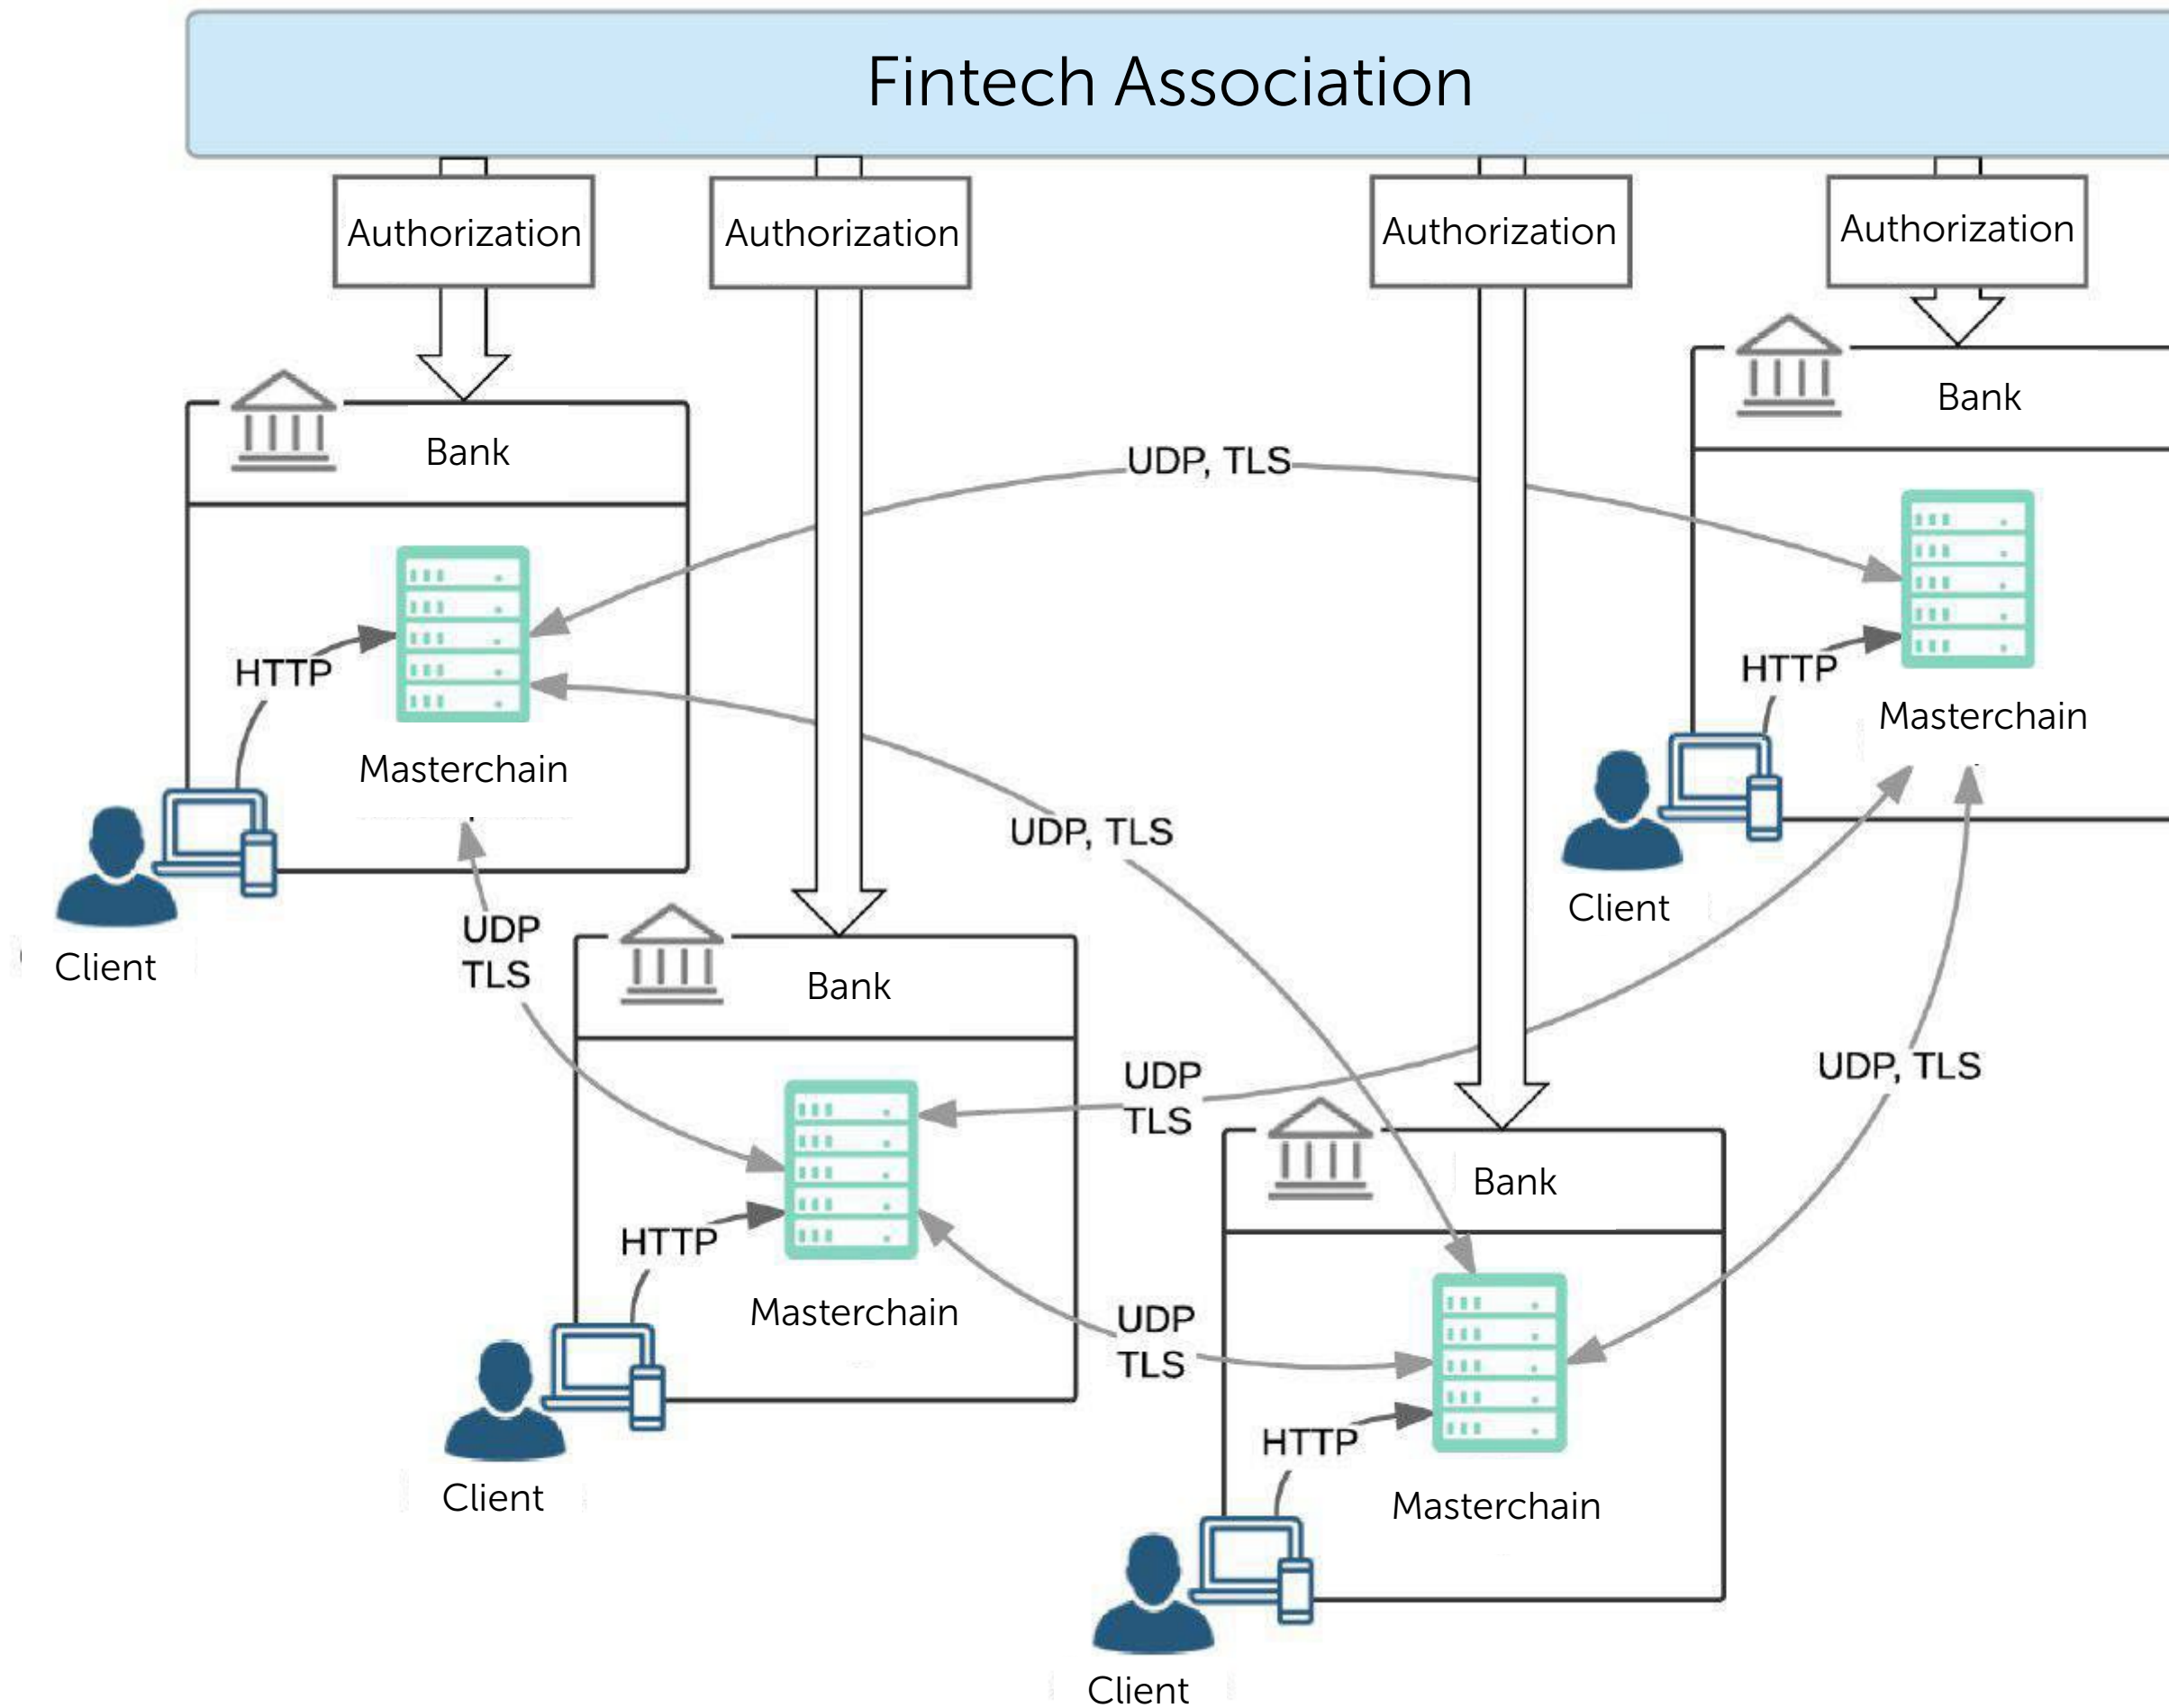 Fintech Association
Authorization
Authorization
Authorization
Authorization
Bank
Bank
UDP, TLS
HTTP
HTTP
Masterchain
Masterchain
UDP, TLS
Client
UDP
TLS
Client
Bank
UDP
TLS
UDP, TLS
Bank
HTTP
Masterchain
UDP
TLS
HTTP
Client
Masterchain
Client